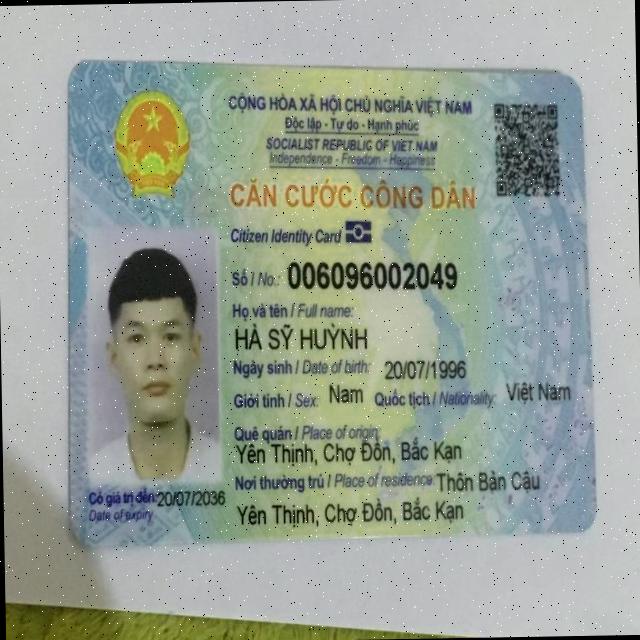 CỘNG HÒA XÃ HỘI CHỦ NGHĨA VIỆT NAM
Độc lập - Tự do - Hạnh phúc
SOCIALIST REPUBLIC OF VIET NAM
Independence - Freedom - Happiness
CĂN CƯỚC CÔNG DÂN
Citizen Identity Card
Số / No.: 006096002049
Họ và tên / Full name:
HÀ SỸ HUỲNH
Ngày sinh / Date of birth: 20/07/1996
Giới tính / Sex: Nam Quốc tịch / Nationality: Việt Nam
Quê quán / Place of origin:
Yên Thịnh, Chợ Đồn, Bắc Kạn
Nơi thường trú / Place of residence: Thôn Bản Cậu
Yên Thịnh, Chợ Đồn, Bắc Kạn
Có giá trị đến: 20/07/2036
Date of expiry